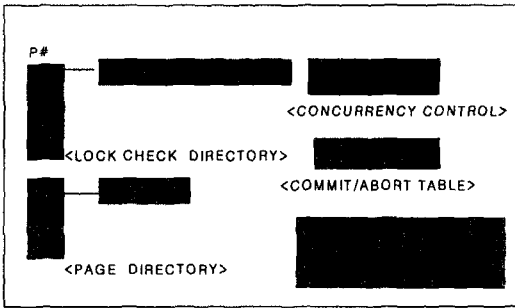 P#
<CONCURRENCY CONTROL>
<LOCK CHECK DIRECTORY>
<COMMIT/ABORT TABLE>
<PAGE DIRECTORY>